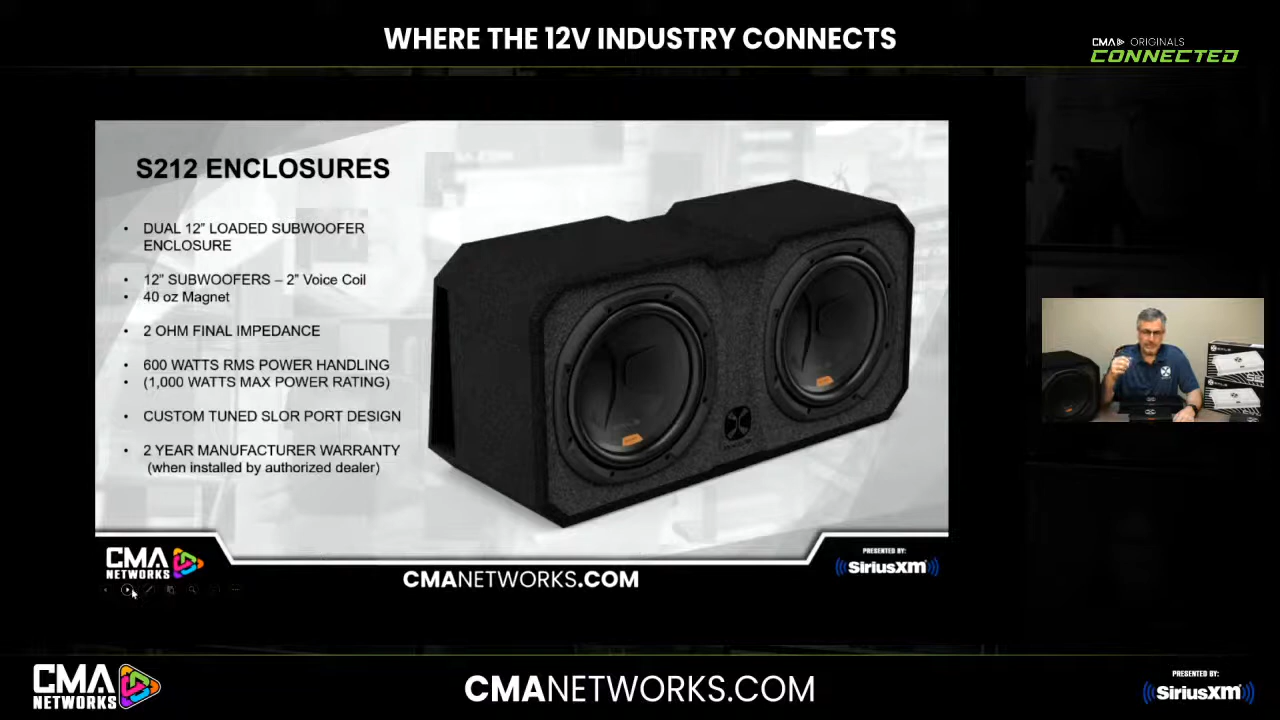 WHERE THE 12V INDUSTRY CONNECTS
CMA ORIGINALS
CONNECTED
S212 ENCLOSURES
• DUAL 12" LOADED SUBWOOFER
ENCLOSURE
• 12" SUBWOOFERS – 2" Voice Coil
• 40 oz Magnet
• 2 OHM FINAL IMPEDANCE
• 600 WATTS RMS POWER HANDLING
• (1,000 WATTS MAX POWER RATING)
• CUSTOM TUNED SLOR PORT DESIGN
• 2 YEAR MANUFACTURER WARRANTY
(when installed by authorized dealer)
CMA
NETWORKS
CMANETWORKS.COM
PRESENTED BY:
SiriusXM
CMA
NETWORKS
CMANETWORKS.COM
PRESENTED BY:
SiriusXM